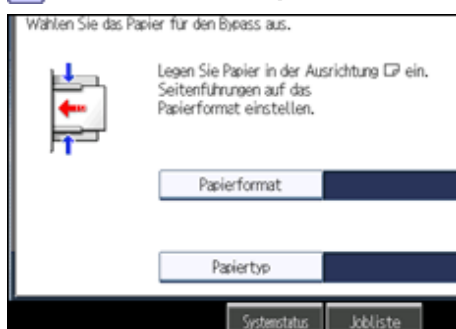 Wählen Sie das Papier für den Bypass aus.
Legen Sie Papier in der Ausrichtung ein.
Seitenführungen auf das
Papierformat einstellen.
Papierformat
Papiertyp
Systemstatus Jobliste